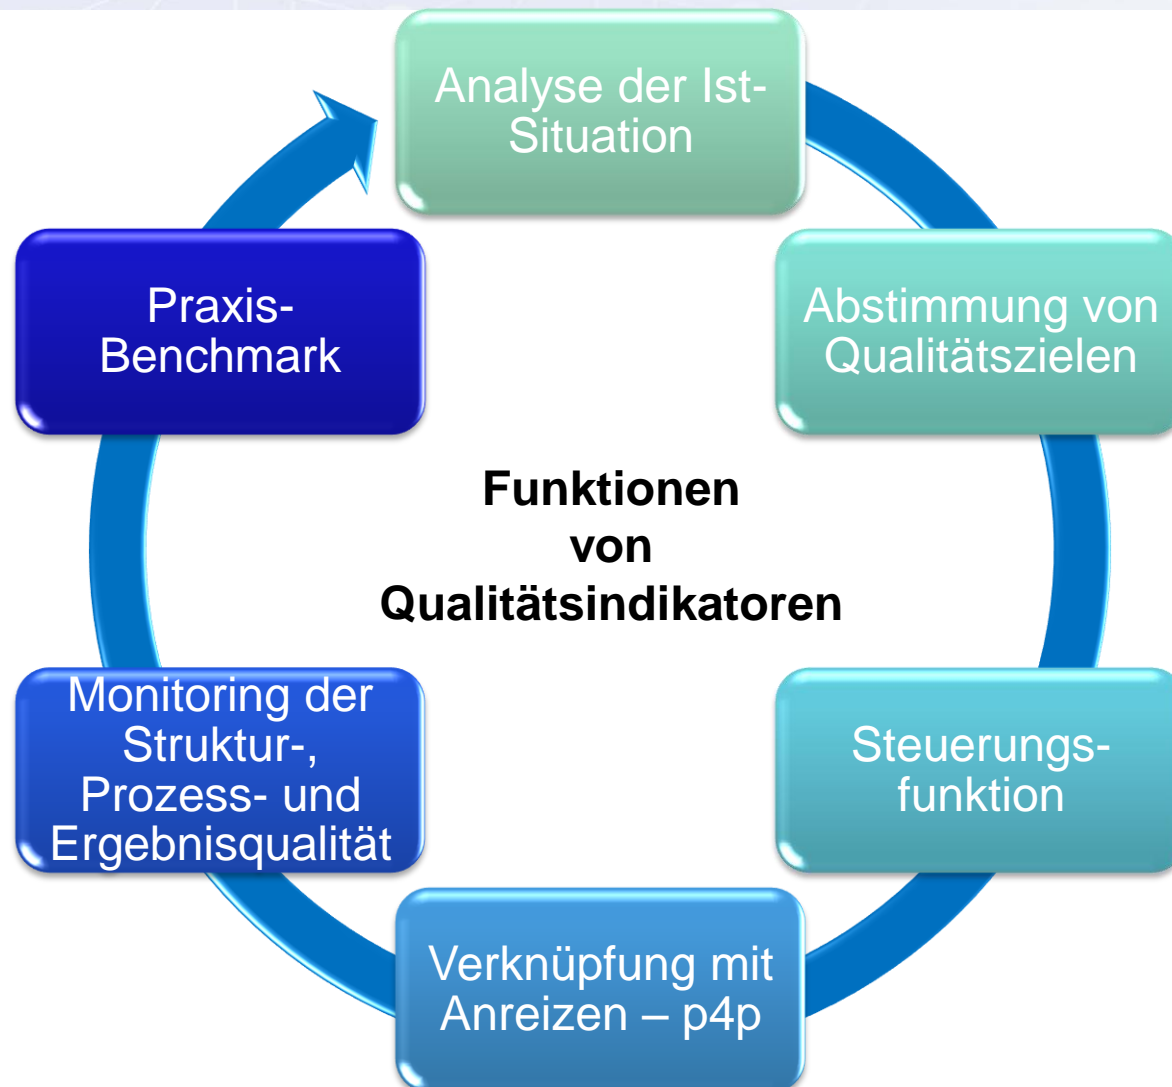 Analyse der Ist-
Situation
Praxis-
Benchmark
Abstimmung von
Qualitätszielen
Funktionen
von
Qualitätsindikatoren
Monitoring der
Struktur-,
Prozess- und
Ergebnisqualität
Steuerungs-
funktion
Verknüpfung mit
Anreizen – p4p